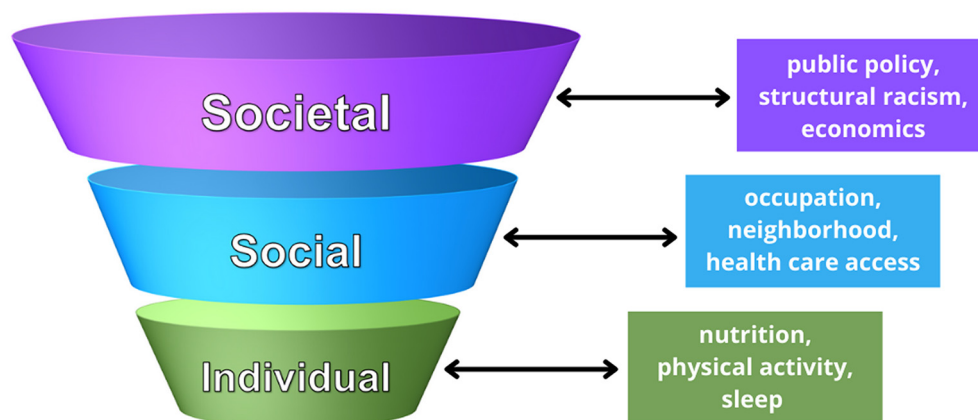 Societal
public policy,
structural racism,
economics
Social
occupation,
neighborhood,
health care access
Individual
nutrition,
physical activity,
sleep